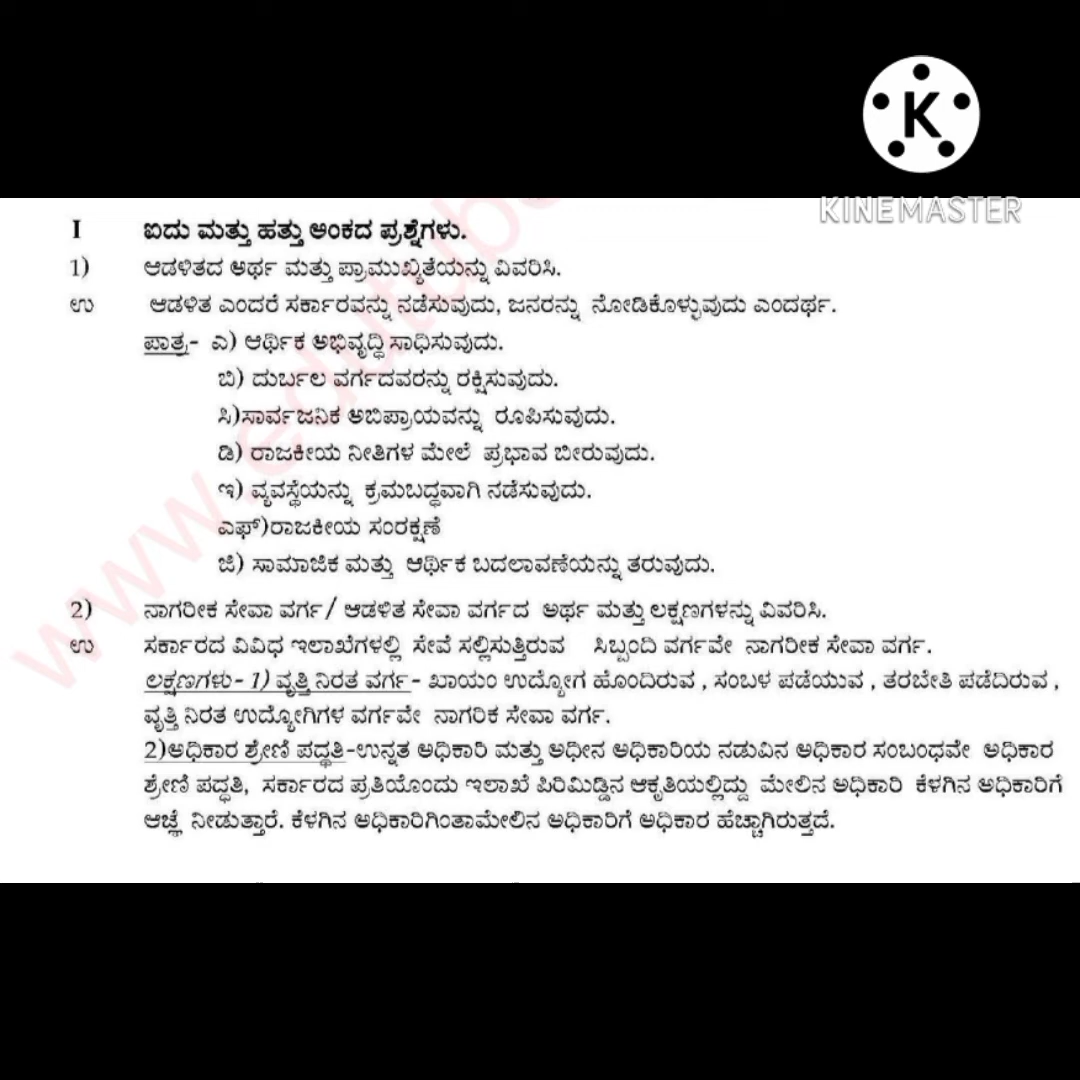 K
KINEMASTER
I ಐದು ಮತ್ತು ಹತ್ತು ಅಂಕದ ಪ್ರಶ್ನೆಗಳು.
1) ಆಡಳಿತದ ಅರ್ಥ ಮತ್ತು ಪ್ರಾಮುಖ್ಯತೆಯನ್ನು ವಿವರಿಸಿ.
ಉ ಆಡಳಿತ ಎಂದರೆ ಸರ್ಕಾರವನ್ನು ನಡೆಸುವುದು, ಜನರನ್ನು ನೋಡಿಕೊಳ್ಳುವುದು ಎಂದರ್ಥ.
ಪಾತ್ರ- ಎ) ಆರ್ಥಿಕ ಅಭಿವೃದ್ಧಿ ಸಾಧಿಸುವುದು.
ಬಿ) ದುರ್ಬಲ ವರ್ಗದವರನ್ನು ರಕ್ಷಿಸುವುದು.
ಸಿ)ಸಾರ್ವಜನಿಕ ಅಬಿಪ್ರಾಯವನ್ನು ರೂಪಿಸುವುದು.
ಡಿ) ರಾಜಕೀಯ ನೀತಿಗಳ ಮೇಲೆ ಪ್ರಭಾವ ಬೀರುವುದು.
ಇ) ವ್ಯವಸ್ಥೆಯನ್ನು ಕ್ರಮಬದ್ಧವಾಗಿ ನಡೆಸುವುದು.
ಎಫ್)ರಾಜಕೀಯ ಸಂರಕ್ಷಣೆ
ಜಿ) ಸಾಮಾಜಿಕ ಮತ್ತು ಆರ್ಥಿಕ ಬದಲಾವಣೆಯನ್ನು ತರುವುದು.
2) ನಾಗರೀಕ ಸೇವಾ ವರ್ಗ/ ಆಡಳಿತ ಸೇವಾ ವರ್ಗದ ಅರ್ಥ ಮತ್ತು ಲಕ್ಷಣಗಳನ್ನು ವಿವರಿಸಿ.
ಉ ಸರ್ಕಾರದ ವಿವಿಧ ಇಲಾಖೆಗಳಲ್ಲಿ ಸೇವೆ ಸಲ್ಲಿಸುತ್ತಿರುವ ಸಿಬ್ಬಂದಿ ವರ್ಗವೇ ನಾಗರೀಕ ಸೇವಾ ವರ್ಗ.
ಲಕ್ಷಣಗಳು- 1) ವೃತ್ತಿ ನಿರತ ವರ್ಗ- ಖಾಯಂ ಉದ್ಯೋಗ ಹೊಂದಿರುವ , ಸಂಬಳ ಪಡೆಯುವ , ತರಬೇತಿ ಪಡೆದಿರುವ ,
ವೃತ್ತಿ ನಿರತ ಉದ್ಯೋಗಿಗಳ ವರ್ಗವೇ ನಾಗರಿಕ ಸೇವಾ ವರ್ಗ.
2)ಅಧಿಕಾರ ಶ್ರೇಣಿ ಪದ್ಧತಿ-ಉನ್ನತ ಅಧಿಕಾರಿ ಮತ್ತು ಅಧೀನ ಅಧಿಕಾರಿಯ ನಡುವಿನ ಅಧಿಕಾರ ಸಂಬಂಧವೇ ಅಧಿಕಾರ
ಶ್ರೇಣಿ ಪದ್ಧತಿ, ಸರ್ಕಾರದ ಪ್ರತಿಯೊಂದು ಇಲಾಖೆ ಪಿರಿಮಿಡ್ಡಿನ ಆಕೃತಿಯಲ್ಲಿದ್ದು ಮೇಲಿನ ಅಧಿಕಾರಿ ಕೆಳಗಿನ ಅಧಿಕಾರಿಗೆ
ಆಜ್ಞೆ ನೀಡುತ್ತಾರೆ. ಕೆಳಗಿನ ಅಧಿಕಾರಿಗಿಂತಾಮೇಲಿನ ಅಧಿಕಾರಿಗೆ ಅಧಿಕಾರ ಹೆಚ್ಚಾಗಿರುತ್ತದೆ.